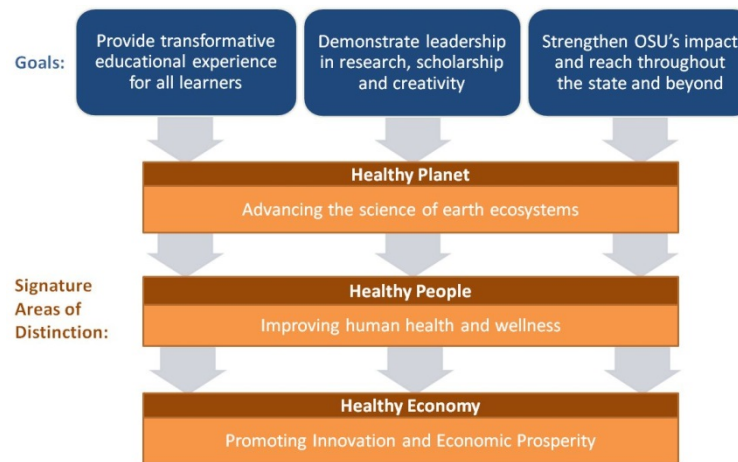 Goals:
Provide transformative
educational experience
for all learners
Demonstrate leadership
in research, scholarship
and creativity
Strengthen OSU's impact
and reach throughout
the state and beyond
Healthy Planet
Advancing the science of earth ecosystems
Signature
Areas of
Distinction:
Healthy People
Improving human health and wellness
Healthy Economy
Promoting Innovation and Economic Prosperity